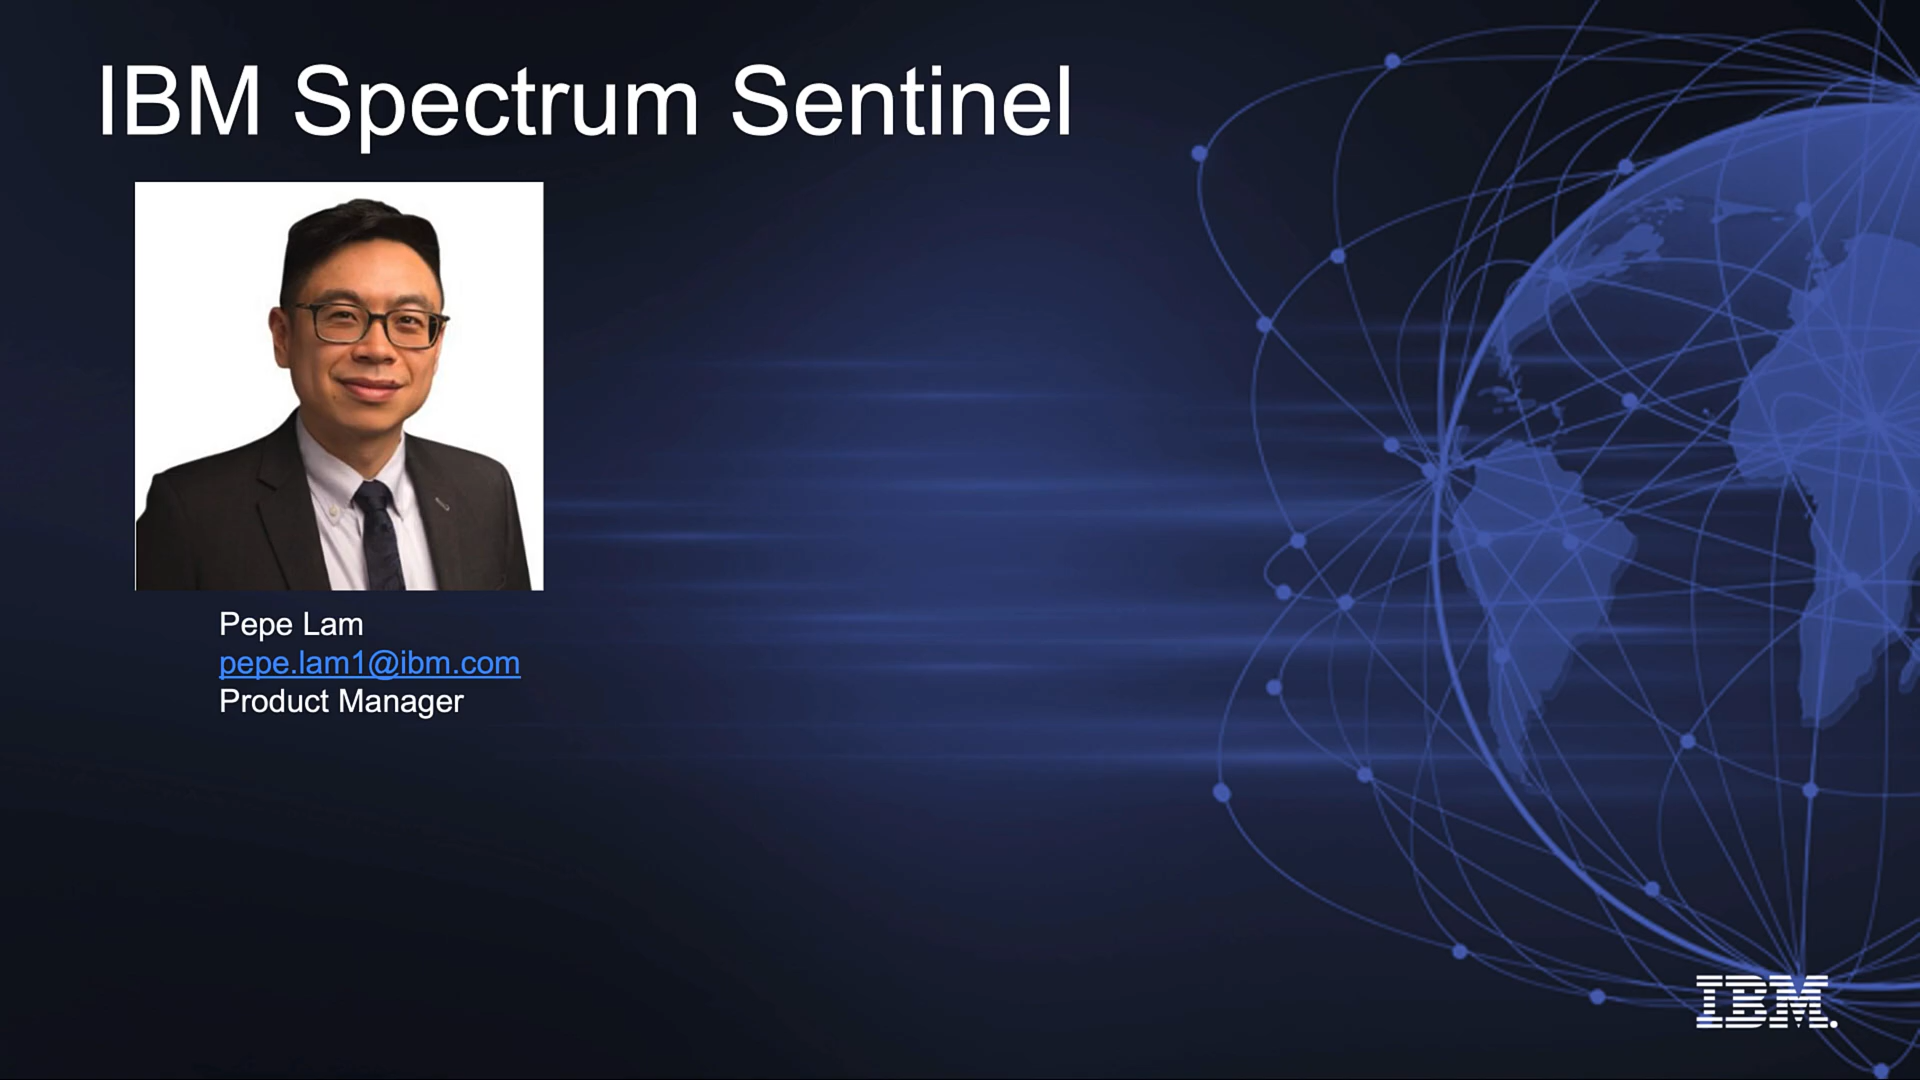 IBM Spectrum Sentinel
Pepe Lam
pepe.lam1@ibm.com
Product Manager
IBM.